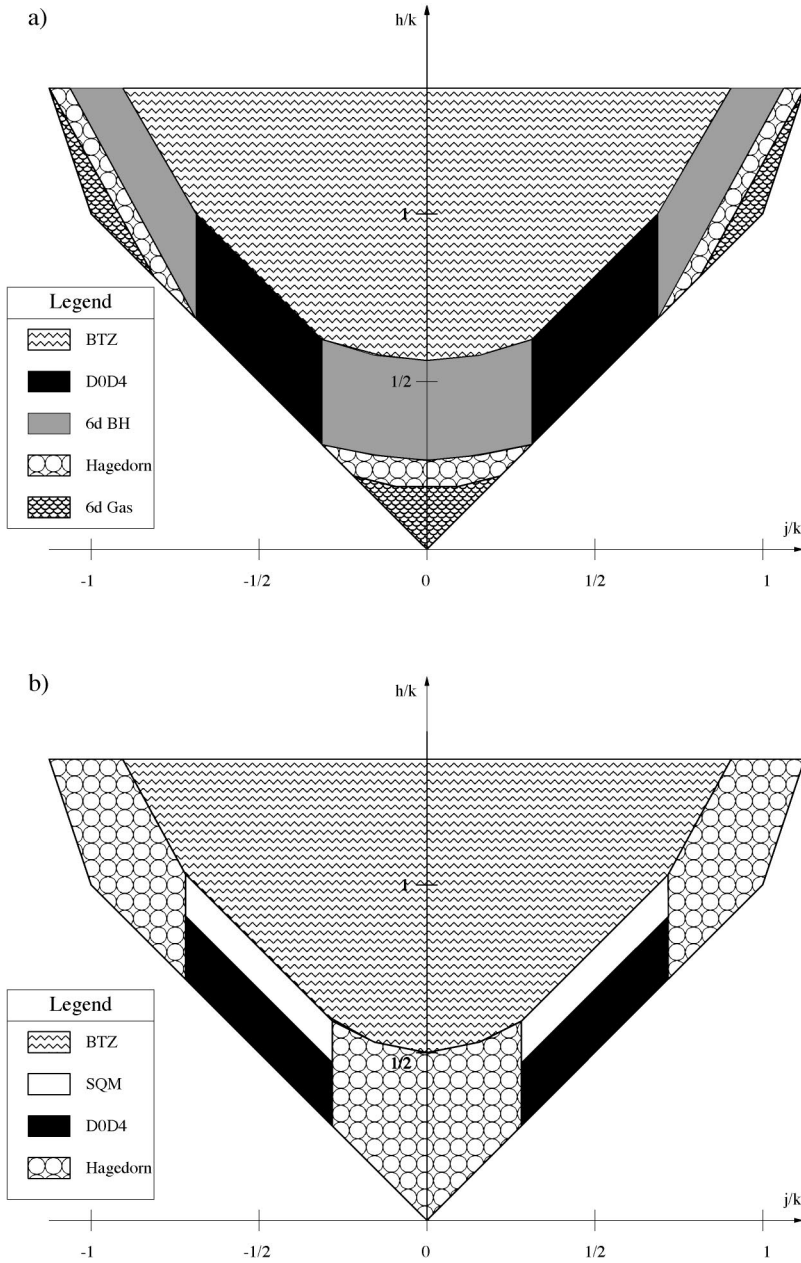 a)
h/k
1
1/2
Legend
BTZ
D0D4
6d BH
Hagedorn
6d Gas
j/k
-1
-1/2
0
1/2
1
b)
h/k
1
1/2
Legend
BTZ
SQM
D0D4
Hagedorn
j/k
-1
-1/2
0
1/2
1